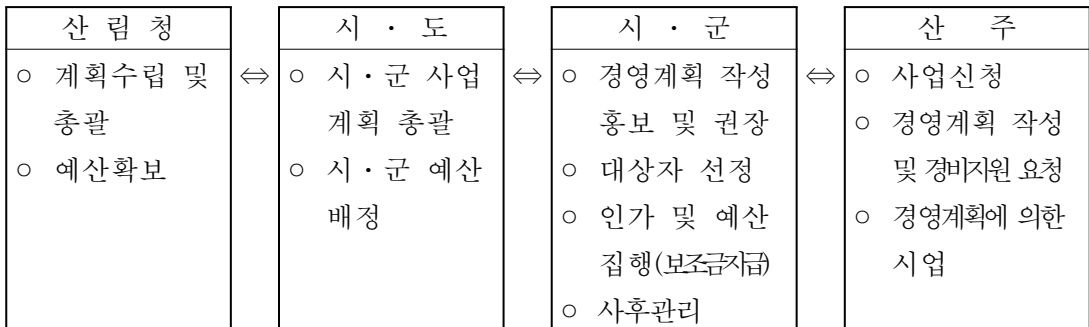 산 림 청
○ 계획수립 및
총괄
○ 예산확보
⇔
시 · 도
○ 시·군 사업
계획 총괄
○ 시·군 예산
배정
⇔
시 · 군
○ 경영계획 작성
홍보 및 권장
○ 대상자 선정
○ 인가 및 예산
집행(보조금지급)
○ 사후관리
⇔
산 주
○ 사업신청
○ 경영계획 작성
및 경비지원 요청
○ 경영계획에 의한
시업